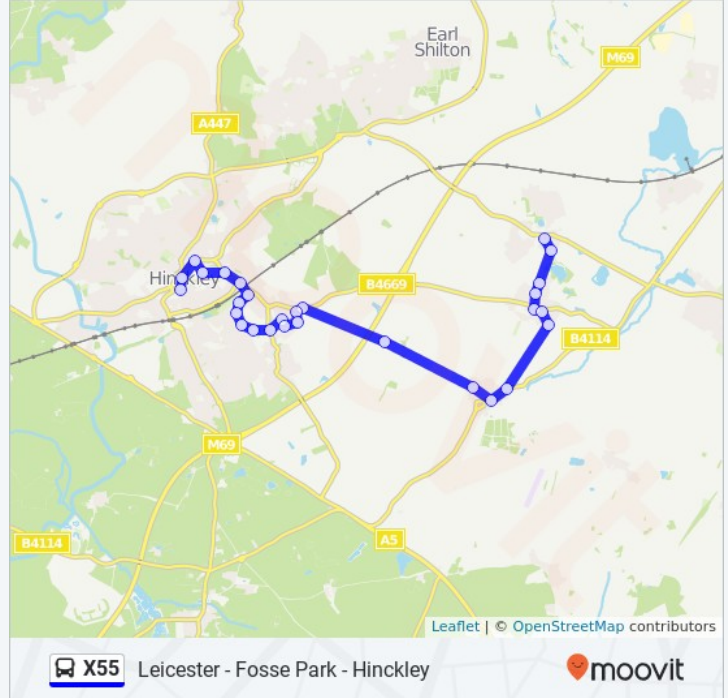 Earl
Shilton
M69
A447
Hinckley
B4669
B4114
M69
A5
B4114
Leaflet | © OpenStreetMap contributors
X55 Leicester - Fosse Park - Hinckley
moovit